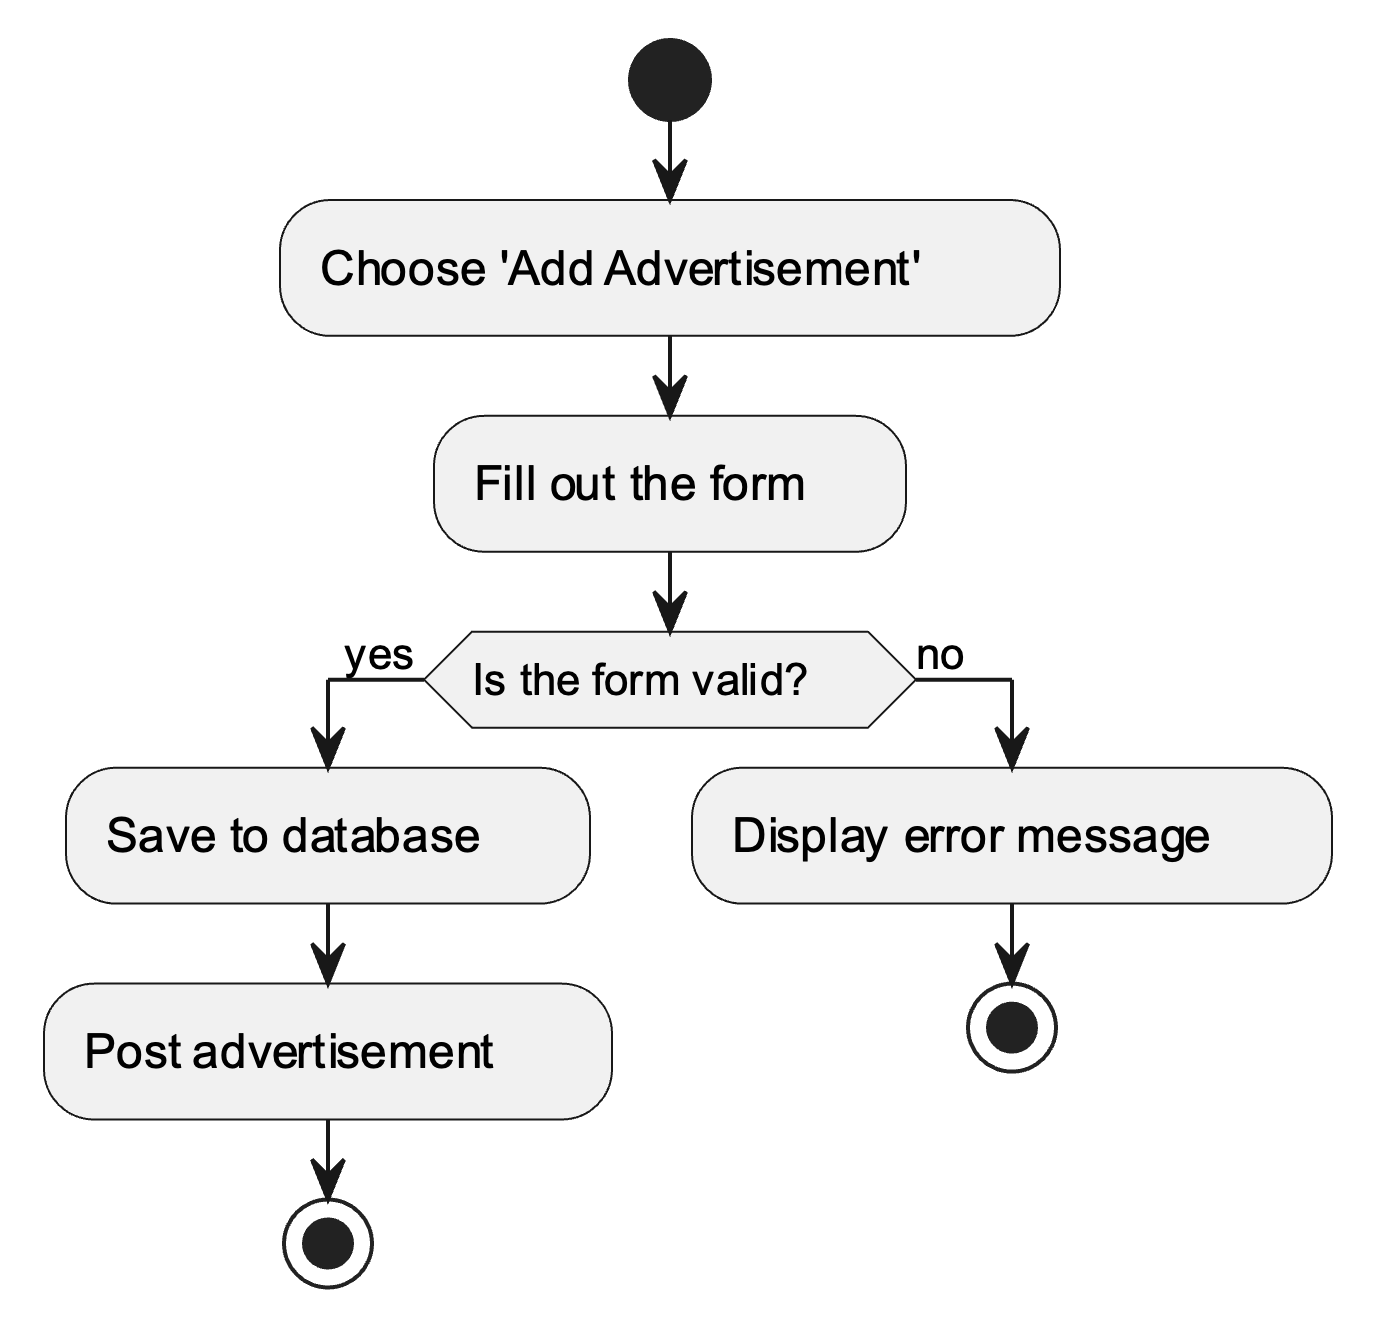 Choose 'Add Advertisement'
Fill out the form
yes
Is the form valid?
no
Save to database
Display error message
Post advertisement